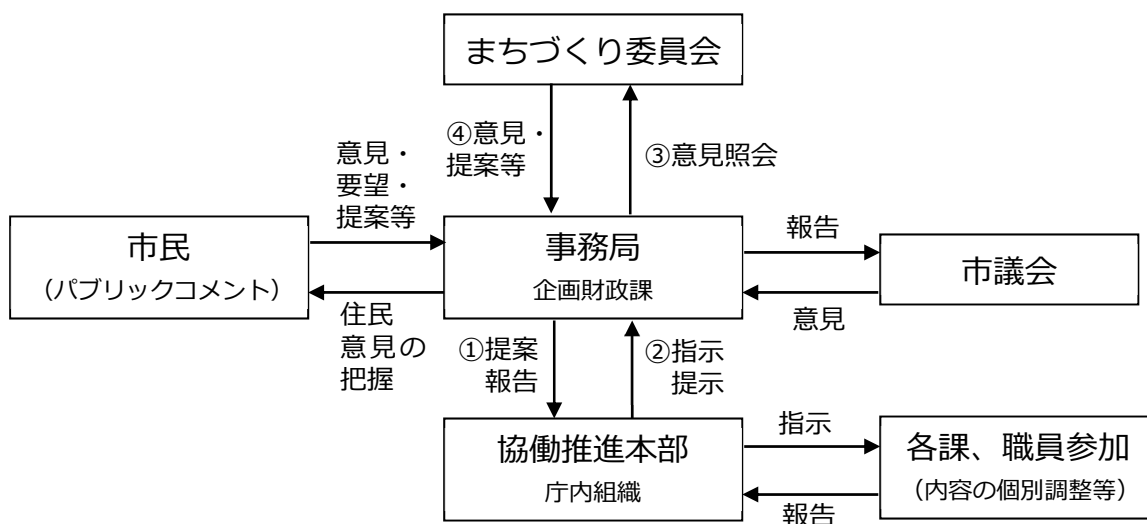 まちづくり委員会
④意見・
提案等
③意見照会
意見・
要望・
提案等
市民
（パブリックコメント）
事務局
企画財政課
報告
市議会
意見
住民
意見の
把握
①提案
報告
②指示
提示
協働推進本部
庁内組織
指示
各課、職員参加
（内容の個別調整等）
報告